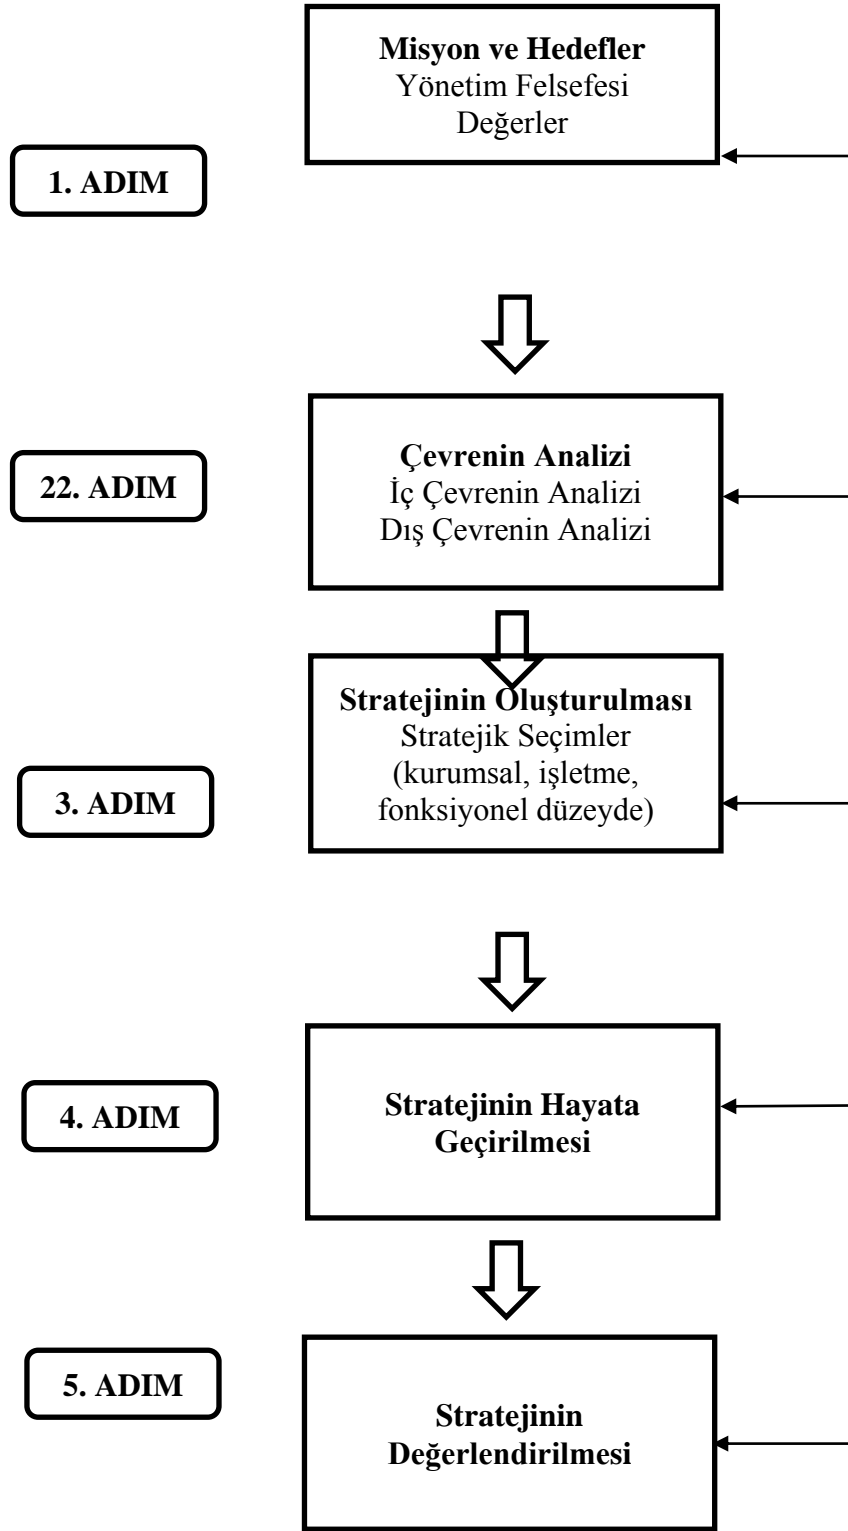 Misyon ve Hedefler
Yönetim Felsefesi
Değerler
1. ADIM
22. ADIM
Çevrenin Analizi
İç Çevrenin Analizi
Dış Çevrenin Analizi
Stratejinin Oluşturulması
Stratejik Seçimler
(kurumsal, işletme,
fonksiyonel düzeyde)
3. ADIM
4. ADIM
Stratejinin Hayata
Geçirilmesi
5. ADIM
Stratejinin
Değerlendirilmesi